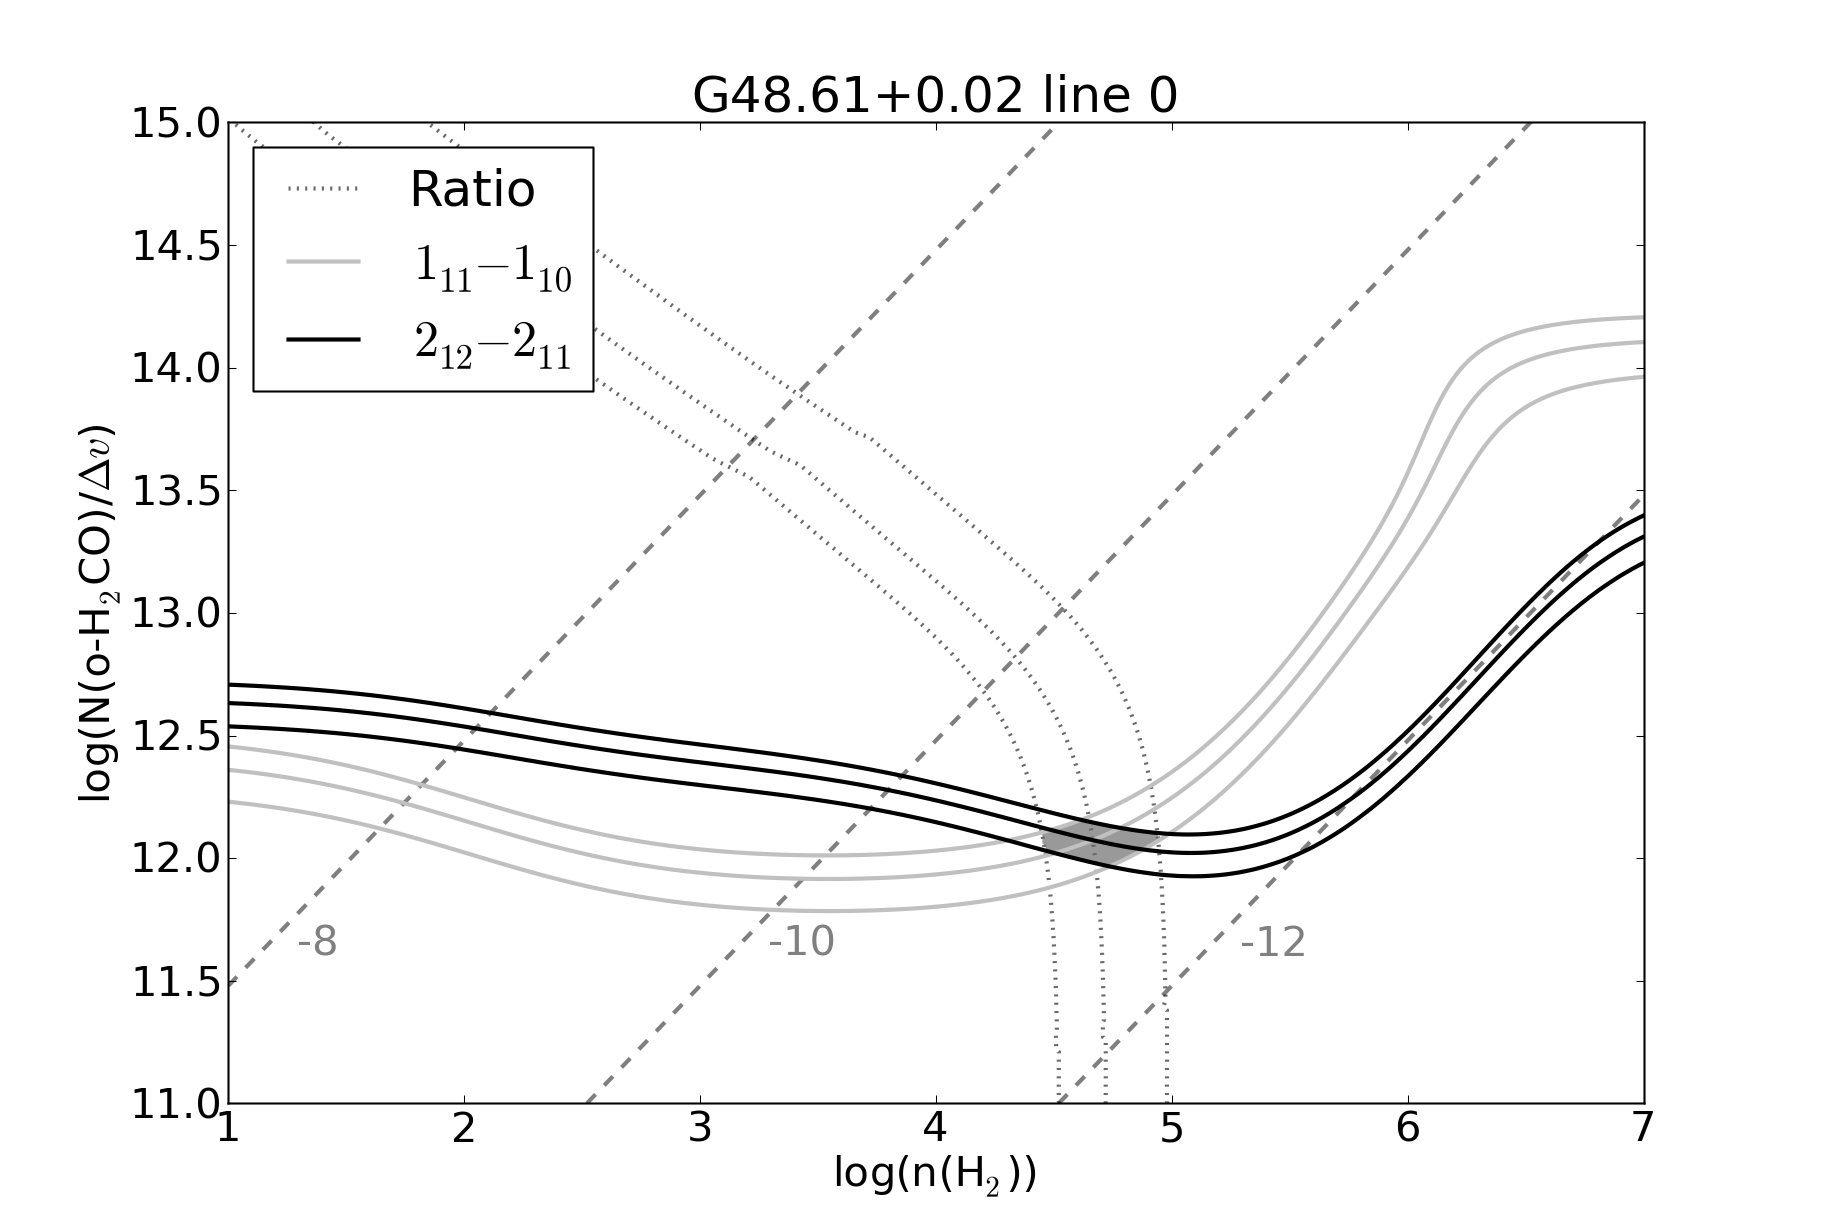 G48.61+0.02 line 0
15.0
14.5
14.0
13.5
13.0
12.5
12.0
11.5
11.0
log(N(o-H₂CO)/Δv)
Ratio
1₁₁−1₁₀
2₁₂−2₁₁
-8
-10
-12
1 2 3 4 5 6 7
log(n(H₂))